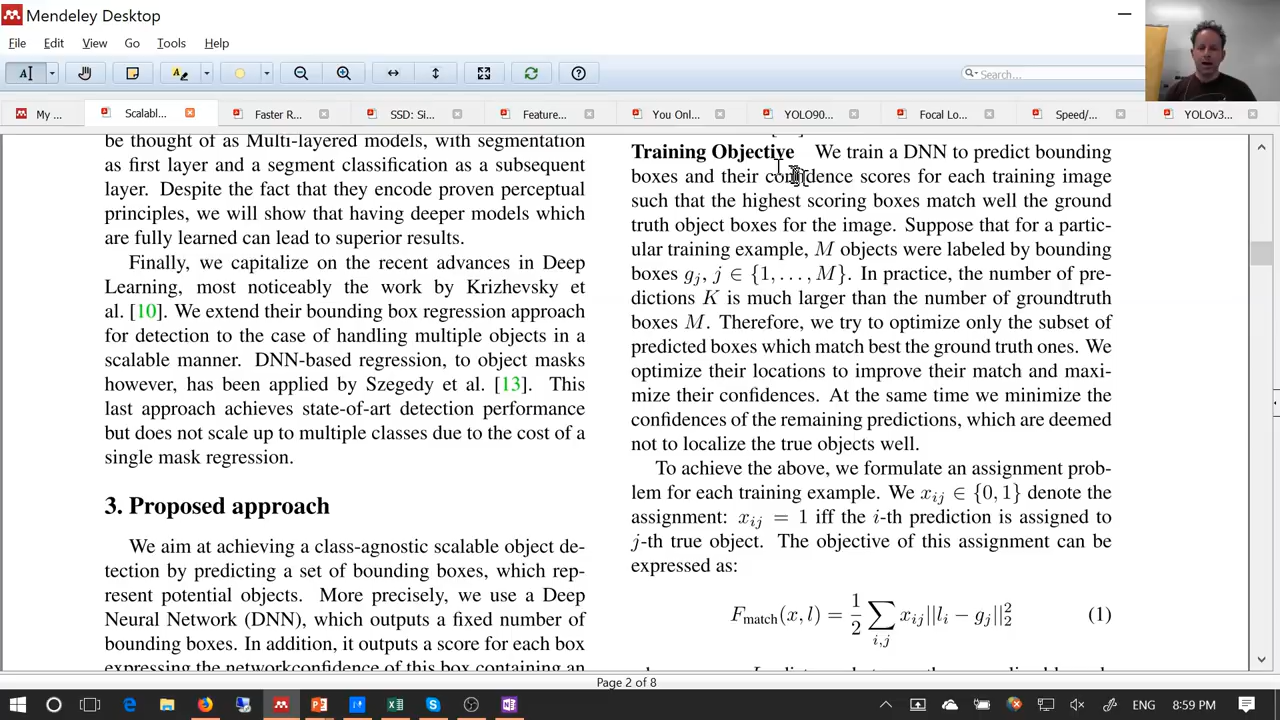 Mendeley Desktop
File Edit View Go Tools Help
Search...
My ...
Scalabl...
Faster R...
SSD: Si...
Feature...
You Onl...
YOLO90...
Focal Lo...
Speed/...
YOLOv3...
be thought of as Multi-layered models, with segmentation
as first layer and a segment classification as a subsequent
layer. Despite the fact that they encode proven perceptual
principles, we will show that having deeper models which
are fully learned can lead to superior results.
Finally, we capitalize on the recent advances in Deep
Learning, most noticeably the work by Krizhevsky et
al. [10]. We extend their bounding box regression approach
for detection to the case of handling multiple objects in a
scalable manner. DNN-based regression, to object masks
however, has been applied by Szegedy et al. [13]. This
last approach achieves state-of-art detection performance
but does not scale up to multiple classes due to the cost of a
single mask regression.
3. Proposed approach
We aim at achieving a class-agnostic scalable object de-
tection by predicting a set of bounding boxes, which rep-
resent potential objects. More precisely, we use a Deep
Neural Network (DNN), which outputs a fixed number of
bounding boxes. In addition, it outputs a score for each box
expressing the networkconfidence of this box containing an
Training Objective We train a DNN to predict bounding
boxes and their confidence scores for each training image
such that the highest scoring boxes match well the ground
truth object boxes for the image. Suppose that for a partic-
ular training example, M objects were labeled by bounding
boxes g_j, j ∈ {1, . . . , M}. In practice, the number of pre-
dictions K is much larger than the number of groundtruth
boxes M. Therefore, we try to optimize only the subset of
predicted boxes which match best the ground truth ones. We
optimize their locations to improve their match and maxi-
mize their confidences. At the same time we minimize the
confidences of the remaining predictions, which are deemed
not to localize the true objects well.
To achieve the above, we formulate an assignment prob-
lem for each training example. We x_ij ∈ {0, 1} denote the
assignment: x_ij = 1 iff the i-th prediction is assigned to
j-th true object. The objective of this assignment can be
expressed as:
F_match(x, l) = 1/2 ∑_{i,j} x_ij||l_i − g_j||_2^2 (1)
Page 2 of 8
ENG 8:59 PM